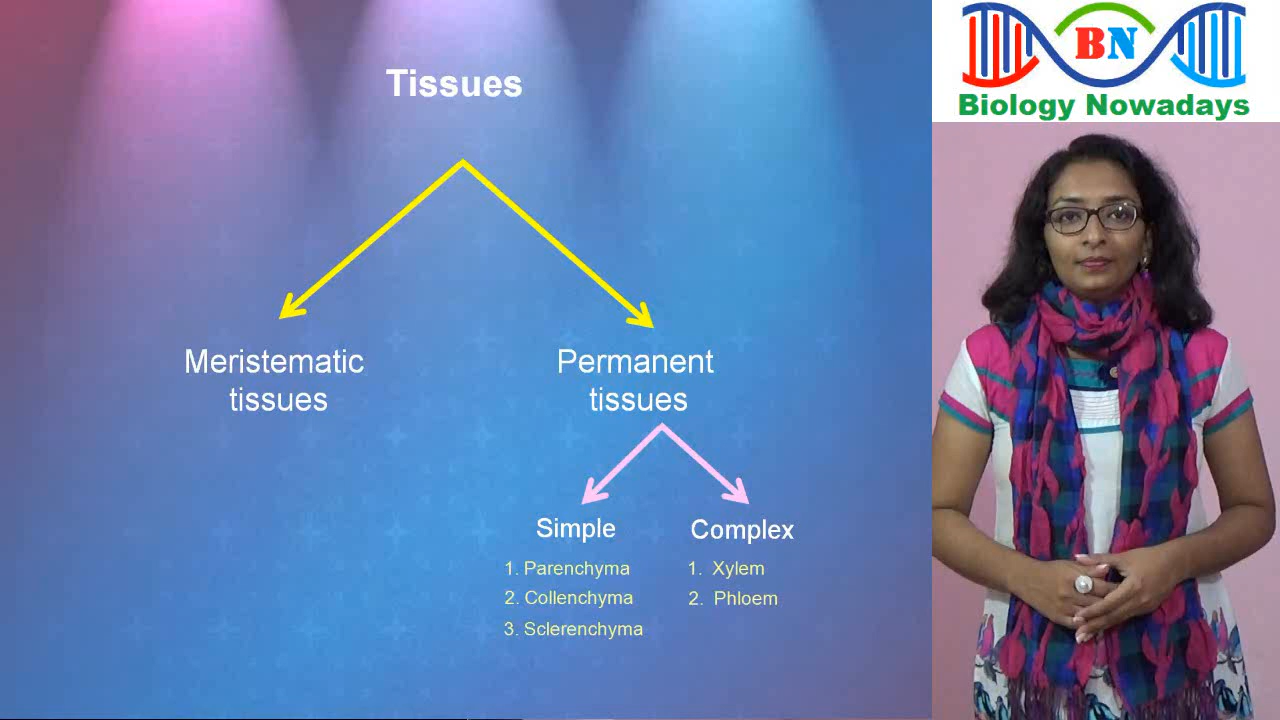 Tissues
Meristematic
tissues
Permanent
tissues
Simple
1. Parenchyma
2. Collenchyma
3. Sclerenchyma
Complex
1. Xylem
2. Phloem
BN
Biology Nowadays